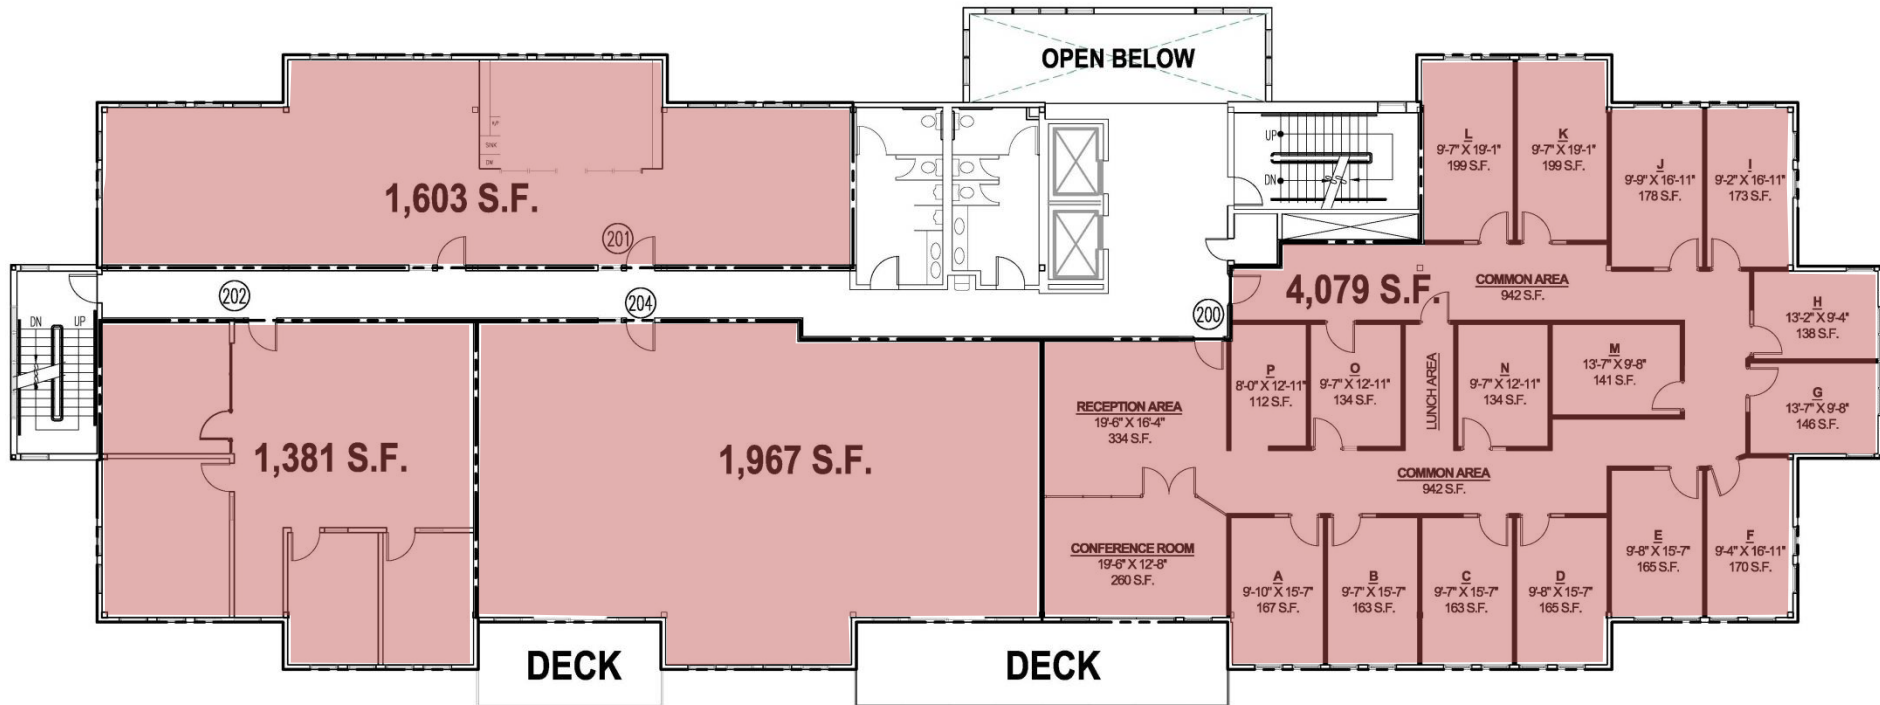 OPEN BELOW
R/F
SINK
DW
1,603 S.F.
201
202
204
200
UP
DN
DN
UP
1,381 S.F.
1,967 S.F.
4,079 S.F.
COMMON AREA
942 S.F.
L
9'-7" X 19'-1"
199 S.F.
K
9'-7" X 19'-1"
199 S.F.
J
9'-9" X 16'-11"
178 S.F.
I
9'-2" X 16'-11"
173 S.F.
H
13'-2" X 9'-4"
138 S.F.
G
13'-7" X 9'-8"
146 S.F.
P
8'-0" X 12'-11"
112 S.F.
O
9'-7" X 12'-11"
134 S.F.
LUNCH AREA
N
9'-7" X 12'-11"
134 S.F.
M
13'-7" X 9'-8"
141 S.F.
RECEPTION AREA
19'-6" X 16'-4"
334 S.F.
COMMON AREA
942 S.F.
CONFERENCE ROOM
19'-6" X 12'-8"
260 S.F.
A
9'-10" X 15'-7"
167 S.F.
B
9'-7" X 15'-7"
163 S.F.
C
9'-7" X 15'-7"
163 S.F.
D
9'-8" X 15'-7"
165 S.F.
E
9'-8" X 15'-7"
165 S.F.
F
9'-4" X 16'-11"
170 S.F.
DECK
DECK